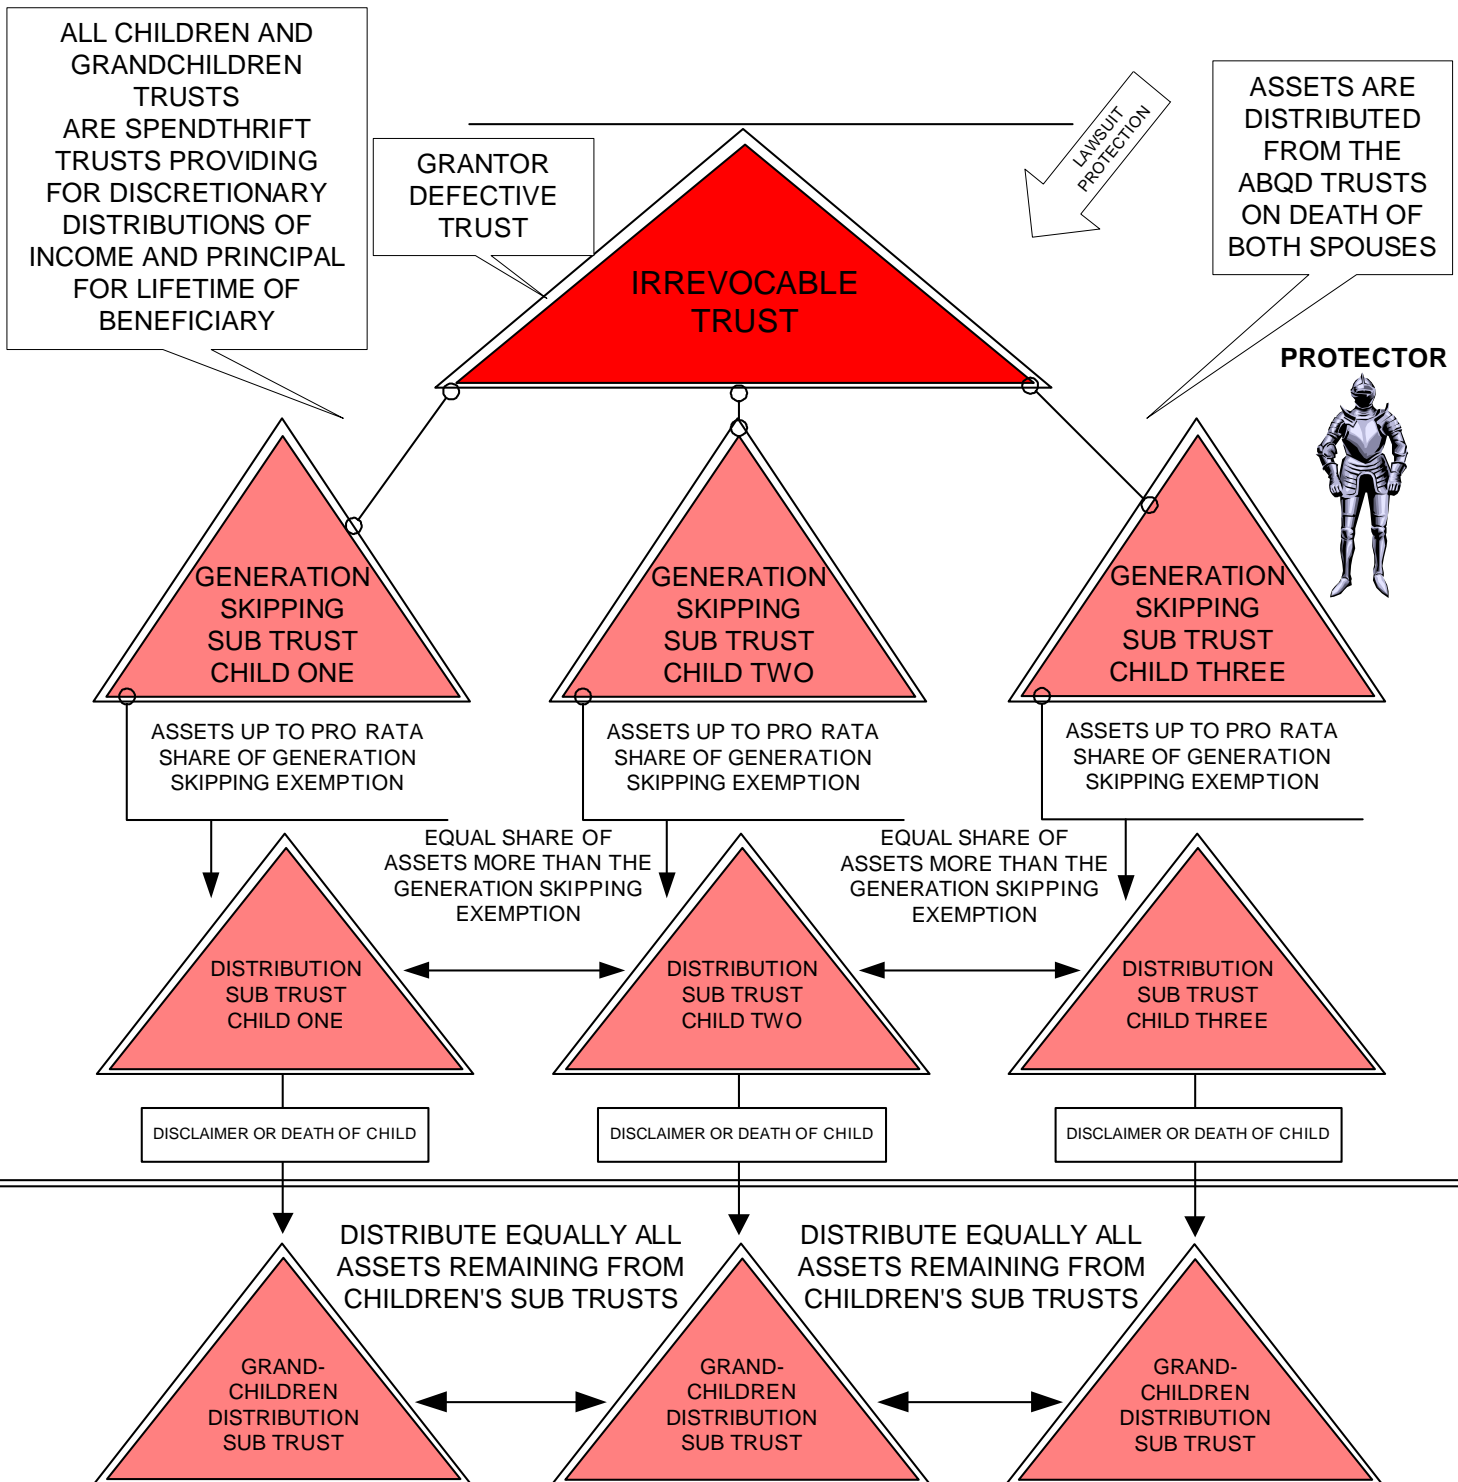 ALL CHILDREN AND
GRANDCHILDREN
TRUSTS
ARE SPENDTHRIFT
TRUSTS PROVIDING
FOR DISCRETIONARY
DISTRIBUTIONS OF
INCOME AND PRINCIPAL
FOR LIFETIME OF
BENEFICIARY
GRANTOR
DEFECTIVE
TRUST
LAWSUIT
PROTECTION
ASSETS ARE
DISTRIBUTED
FROM THE
ABQD TRUSTS
ON DEATH OF
BOTH SPOUSES
IRREVOCABLE
TRUST
PROTECTOR
GENERATION
SKIPPING
SUB TRUST
CHILD ONE
GENERATION
SKIPPING
SUB TRUST
CHILD TWO
GENERATION
SKIPPING
SUB TRUST
CHILD THREE
ASSETS UP TO PRO RATA
SHARE OF GENERATION
SKIPPING EXEMPTION
ASSETS UP TO PRO RATA
SHARE OF GENERATION
SKIPPING EXEMPTION
ASSETS UP TO PRO RATA
SHARE OF GENERATION
SKIPPING EXEMPTION
EQUAL SHARE OF
ASSETS MORE THAN THE
GENERATION SKIPPING
EXEMPTION
EQUAL SHARE OF
ASSETS MORE THAN THE
GENERATION SKIPPING
EXEMPTION
DISTRIBUTION
SUB TRUST
CHILD ONE
DISTRIBUTION
SUB TRUST
CHILD TWO
DISTRIBUTION
SUB TRUST
CHILD THREE
DISCLAIMER OR DEATH OF CHILD
DISCLAIMER OR DEATH OF CHILD
DISCLAIMER OR DEATH OF CHILD
DISTRIBUTE EQUALLY ALL
ASSETS REMAINING FROM
CHILDREN'S SUB TRUSTS
DISTRIBUTE EQUALLY ALL
ASSETS REMAINING FROM
CHILDREN'S SUB TRUSTS
GRAND-
CHILDREN
DISTRIBUTION
SUB TRUST
GRAND-
CHILDREN
DISTRIBUTION
SUB TRUST
GRAND-
CHILDREN
DISTRIBUTION
SUB TRUST